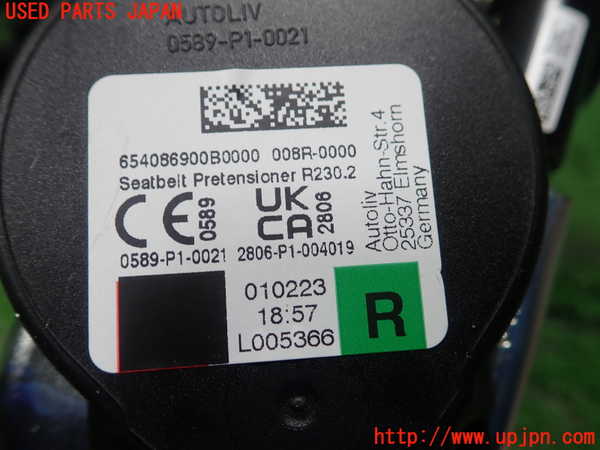 USED PARTS JAPAN
AUTOLIV
0589-P1-0021
654086900B0000 008R-0000
Seatbelt Pretensioner R230.2
CE 0589
UK
CA 2806
0589-P1-0021 2806-P1-004019
Autoliv
Otto-Hahn-Str.4
25337 Elmshorn
Germany
010223
18:57
L005366
R
http://www.upjpn.com/